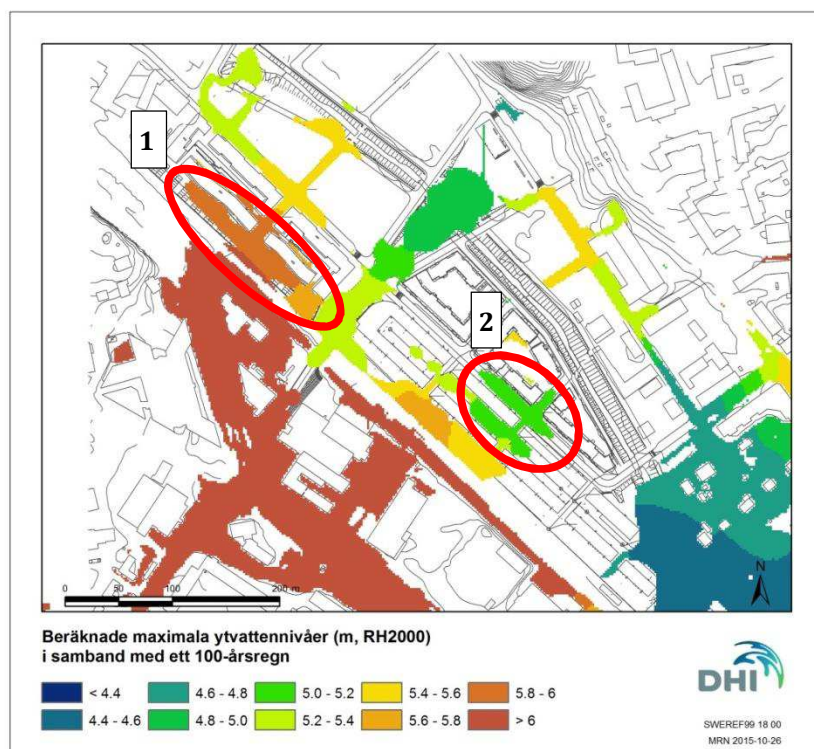 1
2
N
0 50 100 200 m
Beräknade maximala ytvattennivåer (m, RH2000)
i samband med ett 100-årsregn
< 4.4 4.6 - 4.8 5.0 - 5.2 5.4 - 5.6 5.8 - 6
4.4 - 4.6 4.8 - 5.0 5.2 - 5.4 5.6 - 5.8 > 6
DHI
SWEREF99 18 00
MRN 2015-10-26